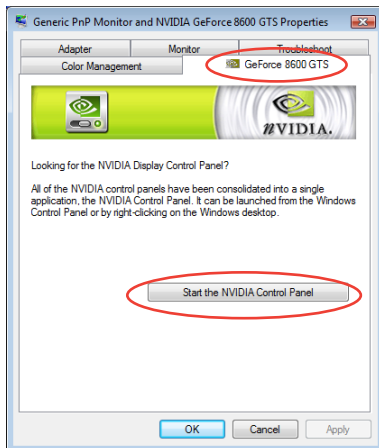 Generic PnP Monitor and NVIDIA GeForce 8600 GTS Properties
Adapter Monitor Troubleshoot
Color Management GeForce 8600 GTS
NVIDIA.
Looking for the NVIDIA Display Control Panel?
All of the NVIDIA control panels have been consolidated into a single
application, the NVIDIA Control Panel. It can be launched from the Windows
Control Panel or by right-clicking on the Windows desktop.
Start the NVIDIA Control Panel
OK Cancel Apply